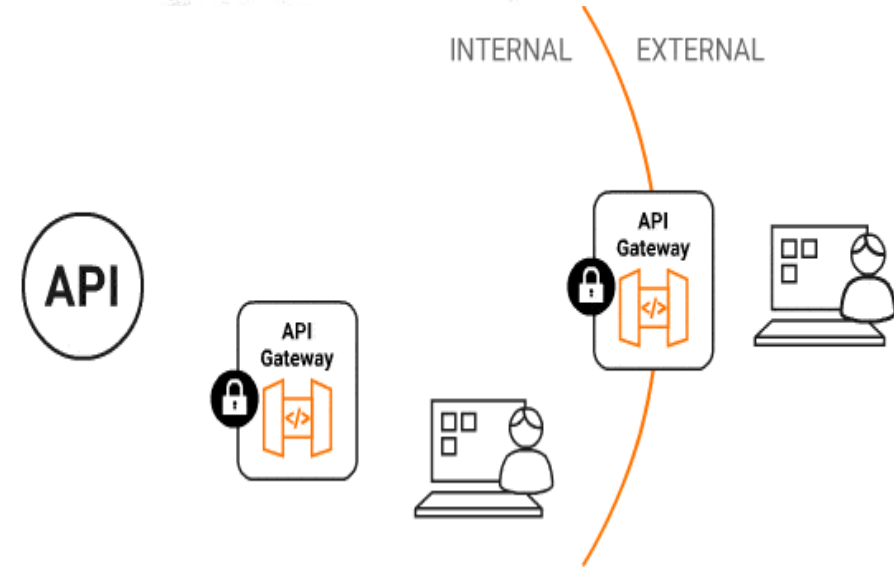 INTERNAL
EXTERNAL
API
Gateway
</>
API
API
Gateway
</>